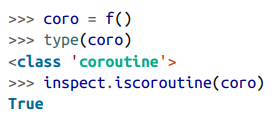 >>> coro = f()
>>> type(coro)
<class 'coroutine'>
>>> inspect.iscoroutine(coro)
True